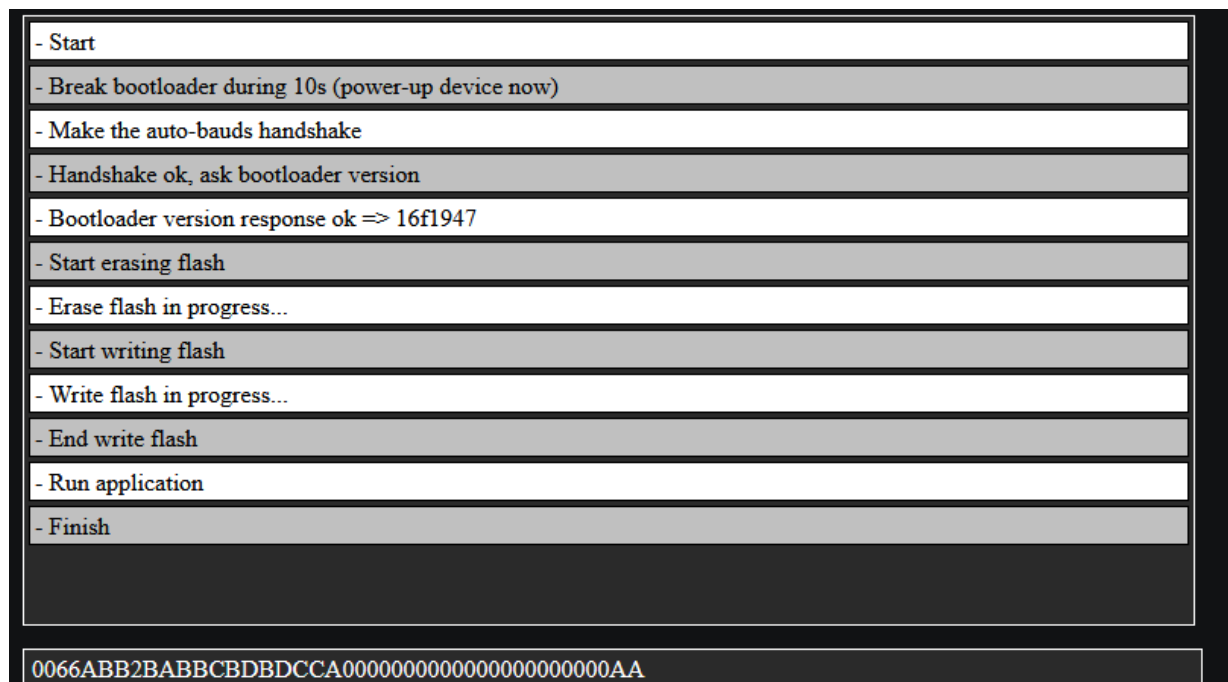 - Start
- Break bootloader during 10s (power-up device now)
- Make the auto-bauds handshake
- Handshake ok, ask bootloader version
- Bootloader version response ok => 16f1947
- Start erasing flash
- Erase flash in progress...
- Start writing flash
- Write flash in progress...
- End write flash
- Run application
- Finish
0066ABB2BABBCBDBDCCA0000000000000000000000AA